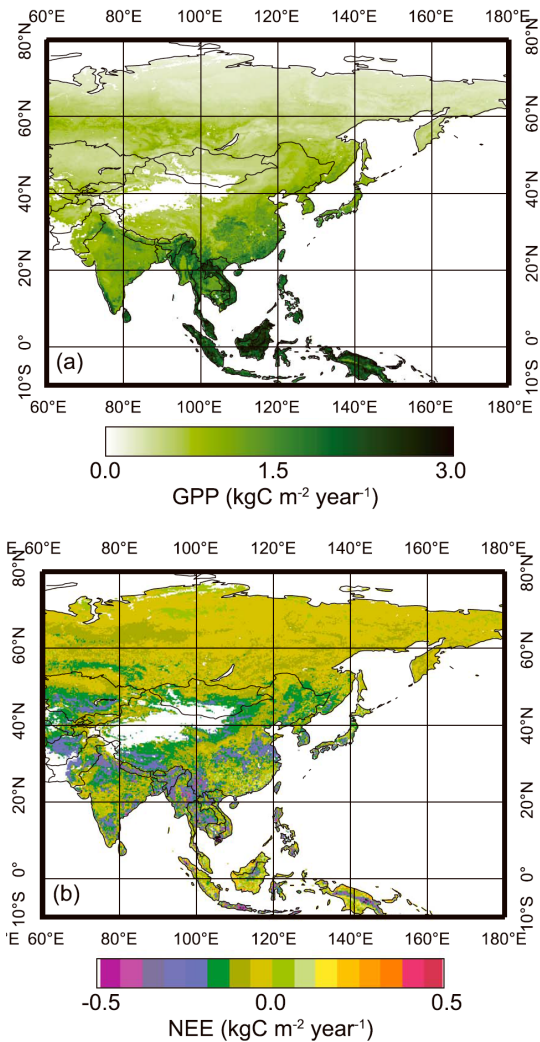 60°E 80°E 100°E 120°E 140°E 160°E 180°E
80°N 80°N
60°N 60°N
40°N 40°N
20°N 20°N
0° 0°
10°S 10°S
(a)
60°E 80°E 100°E 120°E 140°E 160°E 180°E
0.0 1.5 3.0
GPP (kgC m⁻² year⁻¹)
E 60°E 80°E 100°E 120°E 140°E 160°E 180°E
80°N 80°N
60°N 60°N
40°N 40°N
20°N 20°N
0° 0°
10°S 10°S
(b)
E 60°E 80°E 100°E 120°E 140°E 160°E 180°E
-0.5 0.0 0.5
NEE (kgC m⁻² year⁻¹)